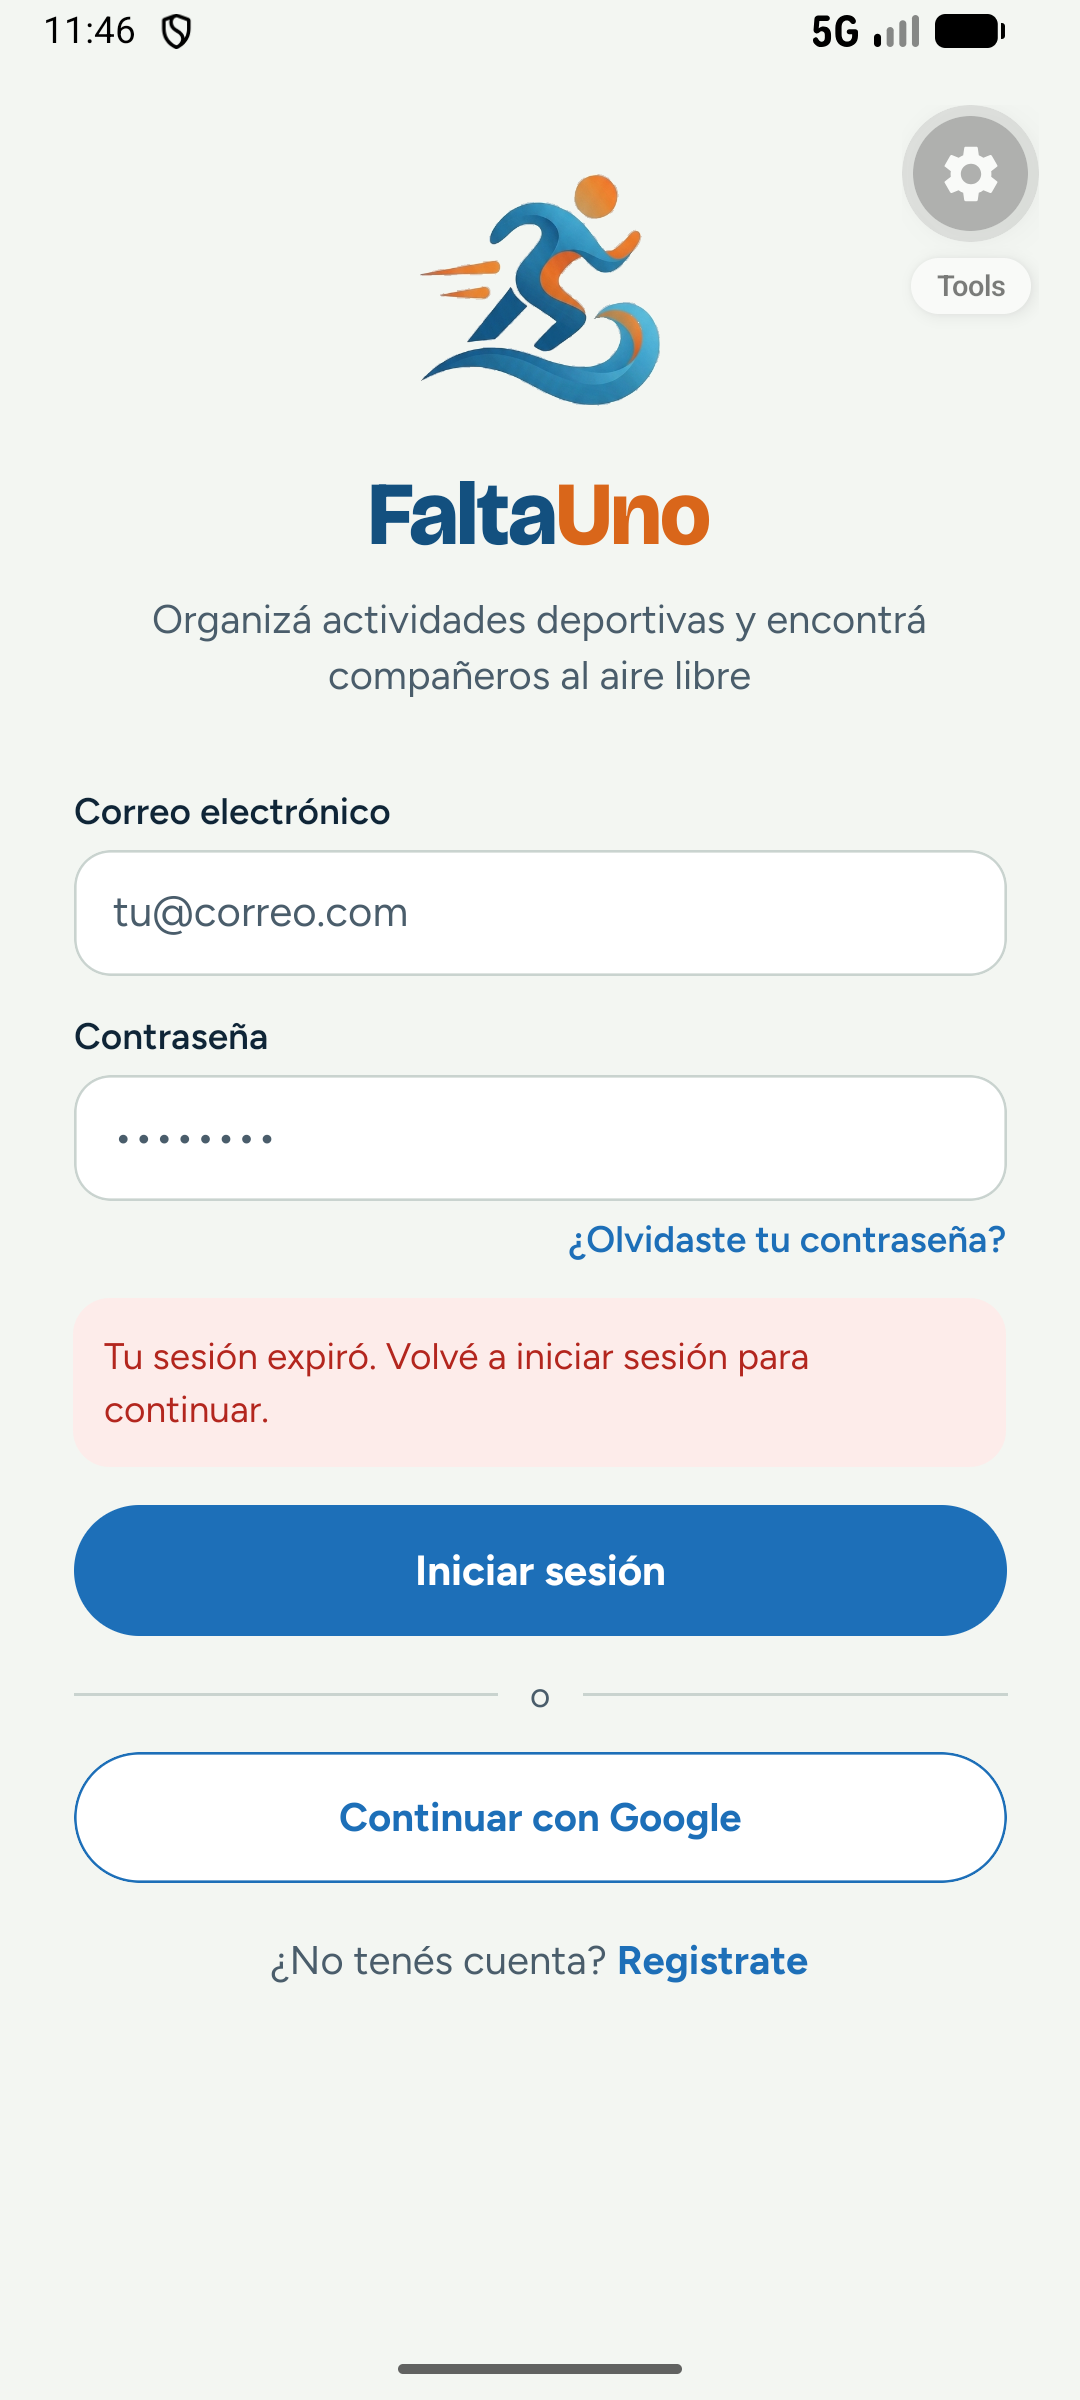 11:46
5G
Tools
FaltaUno
Organizá actividades deportivas y encontrá
compañeros al aire libre
Correo electrónico
tu@correo.com
Contraseña
••••••••
¿Olvidaste tu contraseña?
Tu sesión expiró. Volvé a iniciar sesión para
continuar.
Iniciar sesión
o
Continuar con Google
¿No tenés cuenta? Registrate